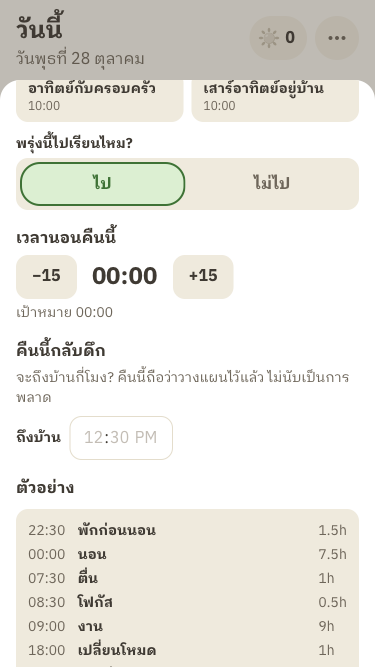 วันนี้
วันพุธที่ 28 ตุลาคม
0
อาทิตย์กับครอบครัว
10:00
เสาร์อาทิตย์อยู่บ้าน
10:00
พรุ่งนี้ไปเรียนไหม?
ไป
ไม่ไป
เวลานอนคืนนี้
−15
00:00
+15
เป้าหมาย 00:00
คืนนี้กลับดึก
จะถึงบ้านกี่โมง? คืนนี้ถือว่าวางแผนไว้แล้ว ไม่นับเป็นการ
พลาด
ถึงบ้าน
12:30 PM
ตัวอย่าง
22:30 พักก่อนนอน 1.5h
00:00 นอน 7.5h
07:30 ตื่น 1h
08:30 โฟกัส 0.5h
09:00 งาน 9h
18:00 เปลี่ยนโหมด 1h